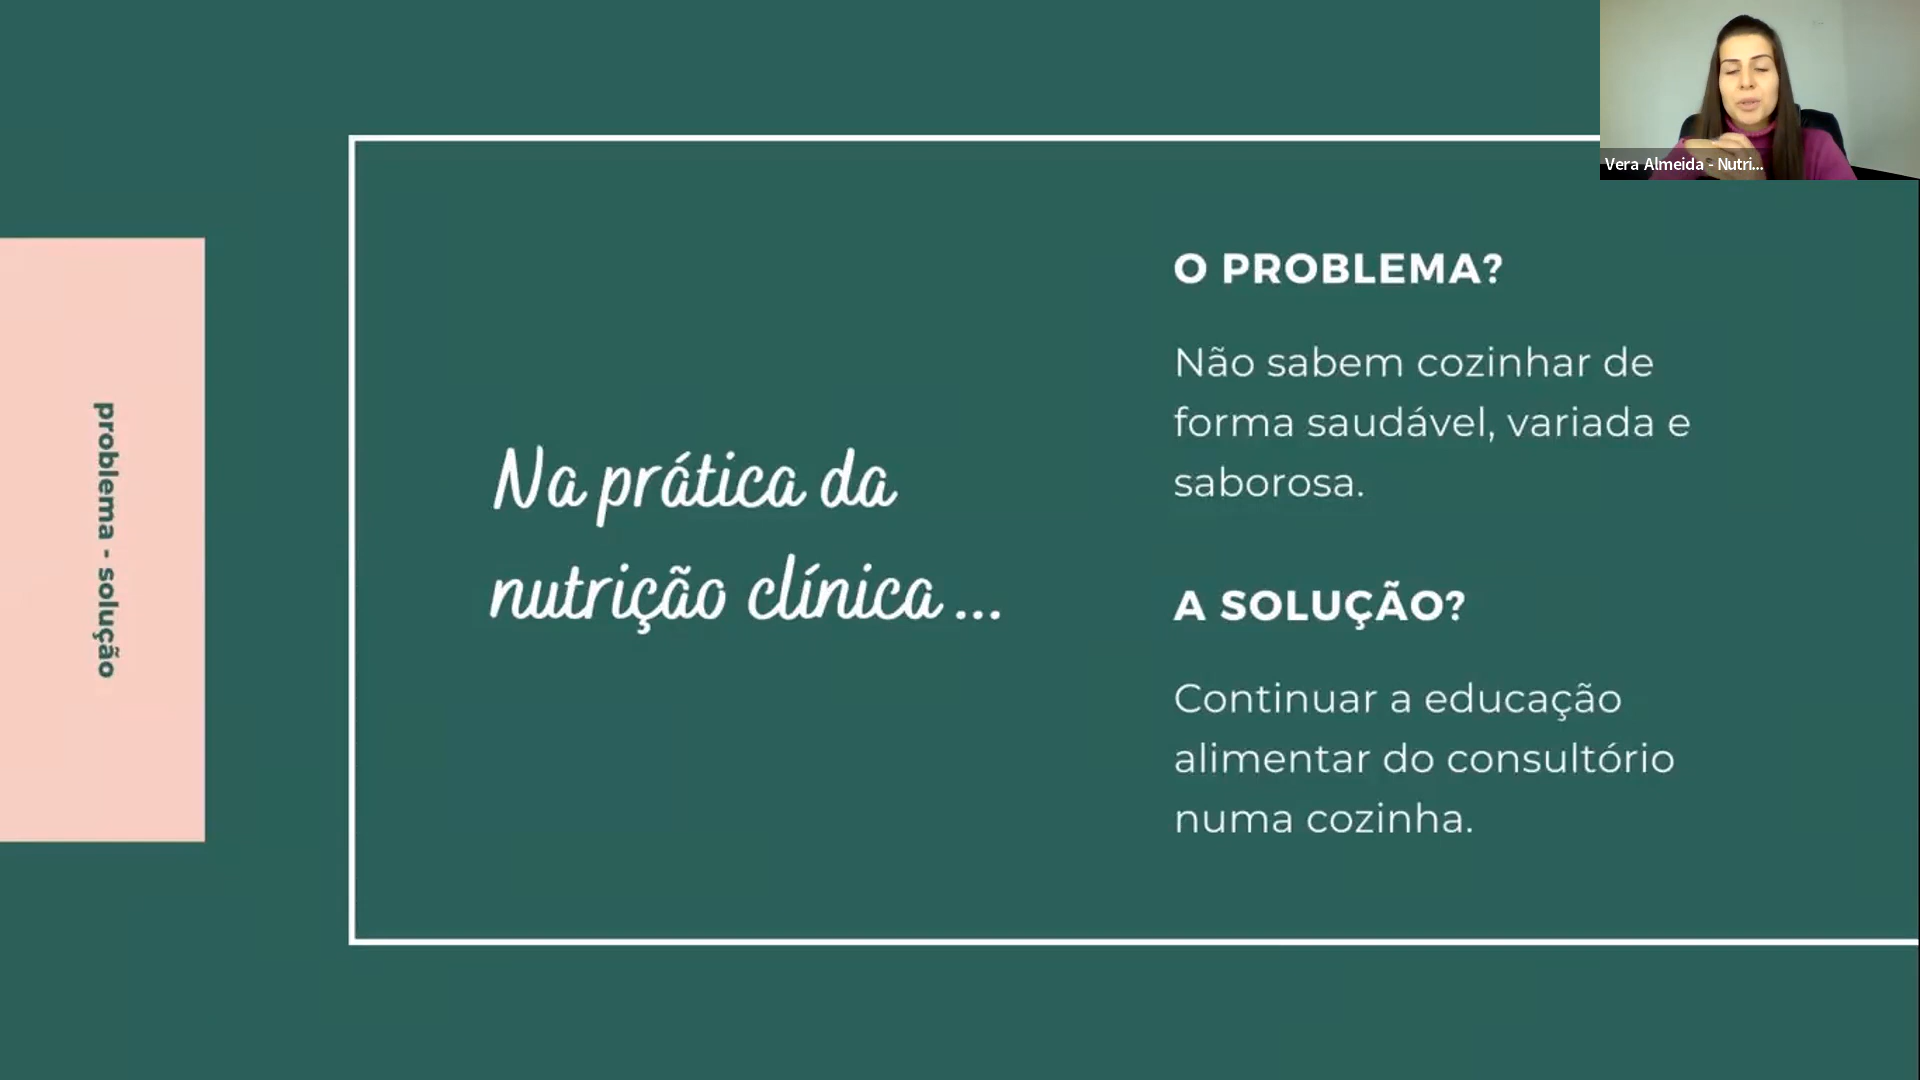 problema - solução
Na prática da
nutrição clínica ...
O PROBLEMA?
Não sabem cozinhar de
forma saudável, variada e
saborosa.
A SOLUÇÃO?
Continuar a educação
alimentar do consultório
numa cozinha.
Vera Almeida - Nutri...